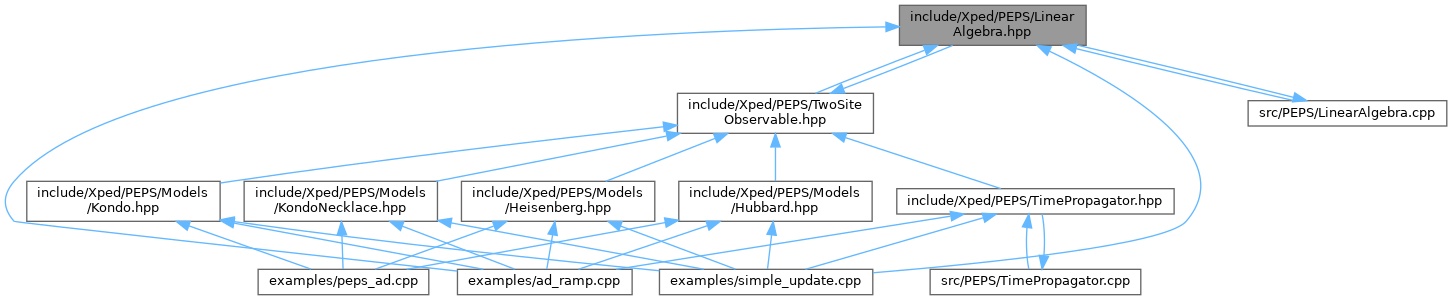 include/Xped/PEPS/Linear
Algebra.hpp
include/Xped/PEPS/TwoSite
Observable.hpp
src/PEPS/LinearAlgebra.cpp
include/Xped/PEPS/Models
/Kondo.hpp
include/Xped/PEPS/Models
/KondoNecklace.hpp
include/Xped/PEPS/Models
/Heisenberg.hpp
include/Xped/PEPS/Models
/Hubbard.hpp
include/Xped/PEPS/TimePropagator.hpp
examples/peps_ad.cpp
examples/ad_ramp.cpp
examples/simple_update.cpp
src/PEPS/TimePropagator.cpp